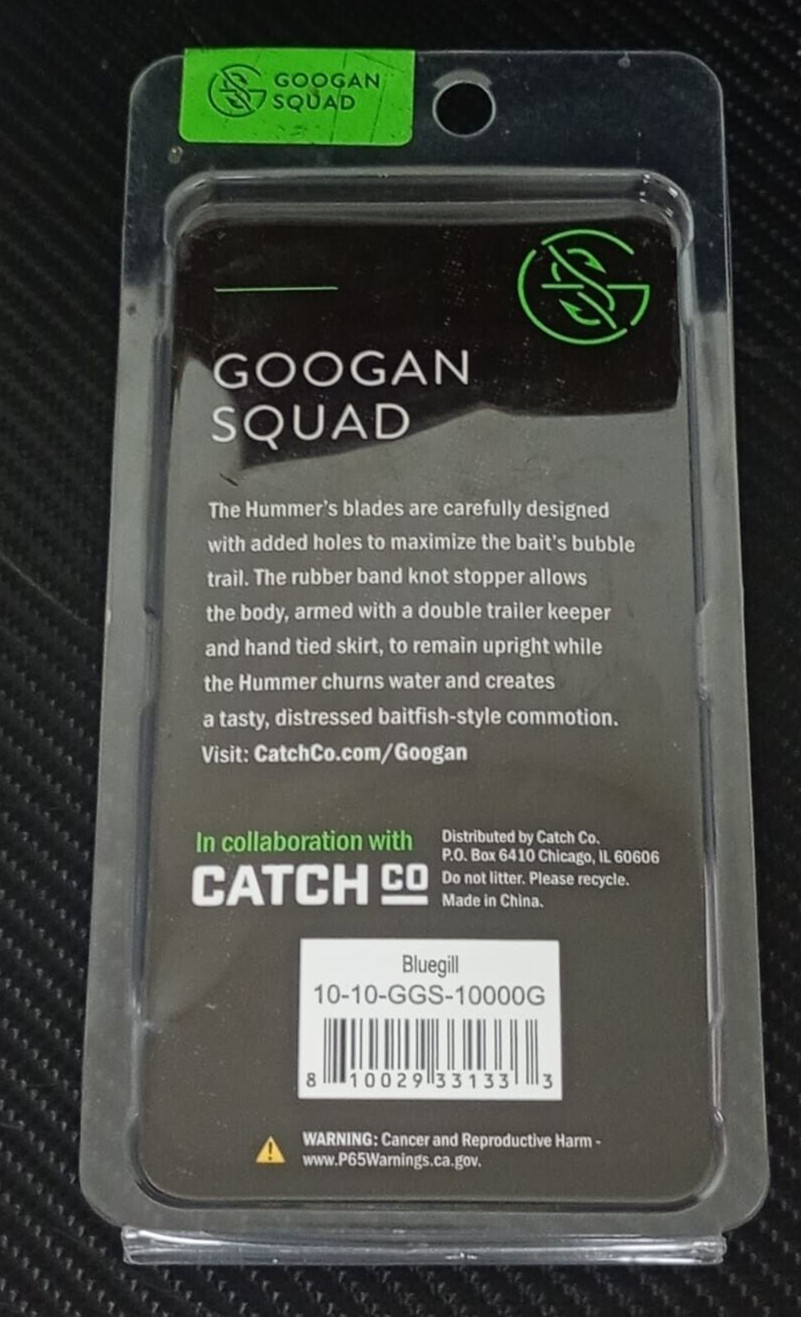 GOOGAN
SQUAD
GOOGAN
SQUAD
The Hummer's blades are carefully designed
with added holes to maximize the bait's bubble
trail. The rubber band knot stopper allows
the body, armed with a double trailer keeper
and hand tied skirt, to remain upright while
the Hummer churns water and creates
a tasty, distressed baitfish-style commotion.
Visit: CatchCo.com/Googan
In collaboration with
CATCH CO
Distributed by Catch Co.
P.O. Box 6410 Chicago, IL 60606
Do not litter. Please recycle.
Made in China.
Bluegill
10-10-GGS-10000G
8 10029 33133 3
WARNING: Cancer and Reproductive Harm -
www.P65Warnings.ca.gov.